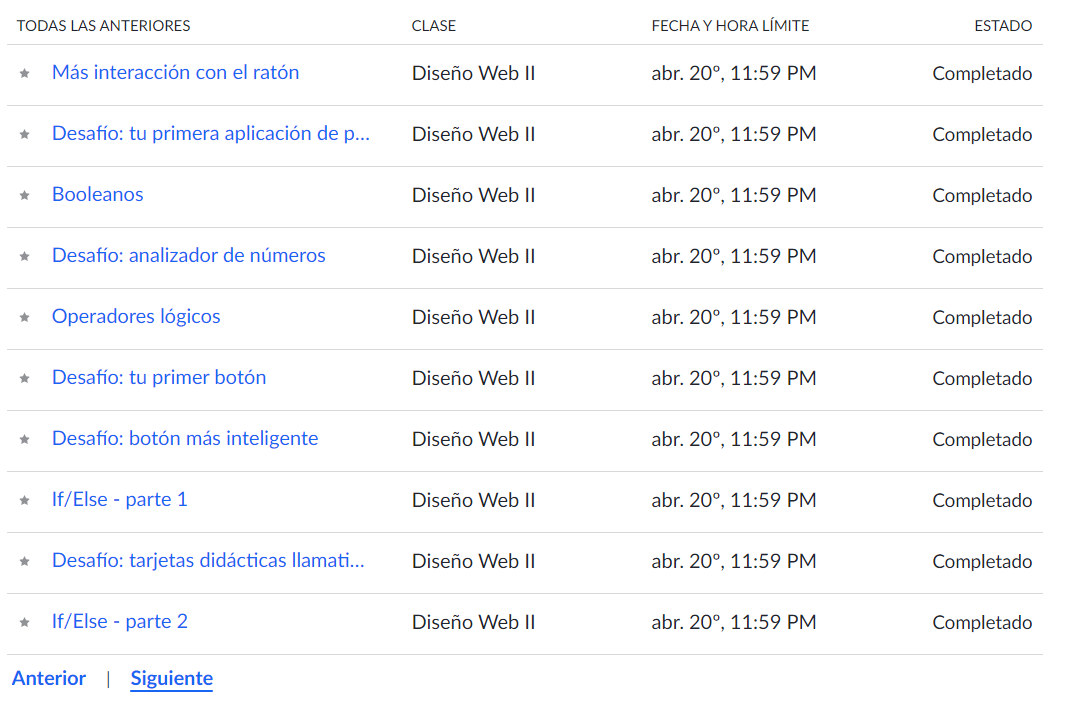 TODAS LAS ANTERIORES CLASE FECHA Y HORA LÍMITE ESTADO
Más interacción con el ratón Diseño Web II abr. 20º, 11:59 PM Completado
Desafío: tu primera aplicación de p... Diseño Web II abr. 20º, 11:59 PM Completado
Booleanos Diseño Web II abr. 20º, 11:59 PM Completado
Desafío: analizador de números Diseño Web II abr. 20º, 11:59 PM Completado
Operadores lógicos Diseño Web II abr. 20º, 11:59 PM Completado
Desafío: tu primer botón Diseño Web II abr. 20º, 11:59 PM Completado
Desafío: botón más inteligente Diseño Web II abr. 20º, 11:59 PM Completado
If/Else - parte 1 Diseño Web II abr. 20º, 11:59 PM Completado
Desafío: tarjetas didácticas llamati... Diseño Web II abr. 20º, 11:59 PM Completado
If/Else - parte 2 Diseño Web II abr. 20º, 11:59 PM Completado
Anterior | Siguiente